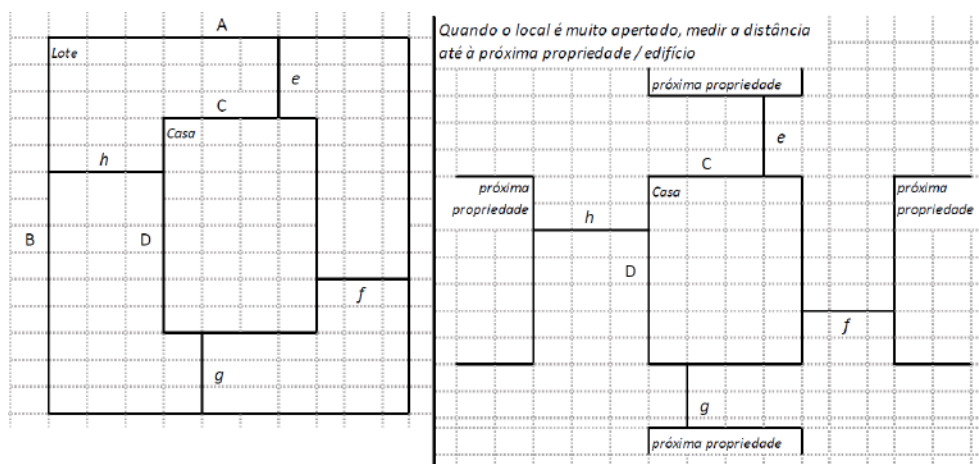 A
Lote
e
C
Casa
h
B
D
f
g
Quando o local é muito apertado, medir a distância
até à próxima propriedade / edifício
próxima propriedade
e
C
próxima
propriedade
Casa
próxima
propriedade
h
D
f
g
próxima propriedade